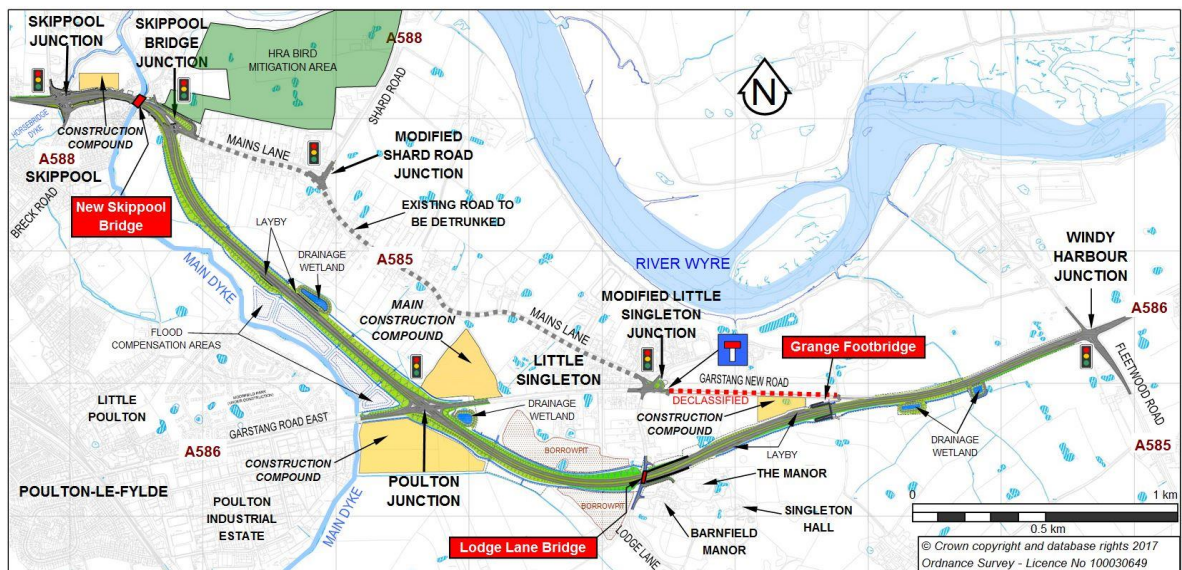 SKIPPOOL
JUNCTION
SKIPPOOL
BRIDGE
JUNCTION
HRA BIRD
MITIGATION AREA
A588
SHARD ROAD
N
HORSEBRIDGE
DYKE
CONSTRUCTION
COMPOUND
MAINS LANE
MODIFIED
SHARD ROAD
JUNCTION
A588
SKIPPOOL
BRECK ROAD
New Skippool
Bridge
EXISTING ROAD TO
BE DETRUNKED
LAYBY
DRAINAGE
WETLAND
MAIN DYKE
A585
RIVER WYRE
WINDY
HARBOUR
JUNCTION
MAIN
CONSTRUCTION
COMPOUND
MAINS LANE
MODIFIED LITTLE
SINGLETON
JUNCTION
A586
FLOOD
COMPENSATION AREAS
LITTLE
SINGLETON
Grange Footbridge
GARSTANG NEW ROAD
DECLASSIFIED
FLEETWOOD ROAD
LITTLE
POULTON
GARSTANG ROAD EAST
DRAINAGE
WETLAND
CONSTRUCTION
COMPOUND
A586
CONSTRUCTION
COMPOUND
BORROWPIT
LAYBY
DRAINAGE
WETLAND
A585
POULTON-LE-FYLDE
POULTON
INDUSTRIAL
ESTATE
MAIN DYKE
POULTON
JUNCTION
THE MANOR
BORROWPIT
LODGE LANE
SINGLETON
HALL
BARNFIELD
MANOR
Lodge Lane Bridge
0
1 km
0.5 km
© Crown copyright and database rights 2017
Ordnance Survey - Licence No 100030649